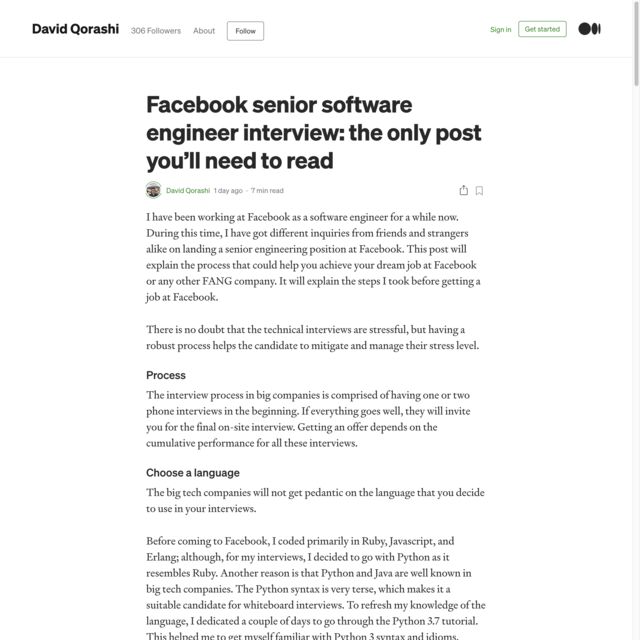 David Qorashi
306 Followers
About
Follow
Sign in
Get started
Facebook senior software
engineer interview: the only post
you’ll need to read
David Qorashi 1 day ago · 7 min read
I have been working at Facebook as a software engineer for a while now.
During this time, I have got different inquiries from friends and strangers
alike on landing a senior engineering position at Facebook. This post will
explain the process that could help you achieve your dream job at Facebook
or any other FANG company. It will explain the steps I took before getting a
job at Facebook.
There is no doubt that the technical interviews are stressful, but having a
robust process helps the candidate to mitigate and manage their stress level.
Process
The interview process in big companies is comprised of having one or two
phone interviews in the beginning. If everything goes well, they will invite
you for the final on-site interview. Getting an offer depends on the
cumulative performance for all these interviews.
Choose a language
The big tech companies will not get pedantic on the language that you decide
to use in your interviews.
Before coming to Facebook, I coded primarily in Ruby, Javascript, and
Erlang; although, for my interviews, I decided to go with Python as it
resembles Ruby. Another reason is that Python and Java are well known in
big tech companies. The Python syntax is very terse, which makes it a
suitable candidate for whiteboard interviews. To refresh my knowledge of the
language, I dedicated a couple of days to go through the Python 3.7 tutorial.
This helped me to get myself familiar with Python 3 syntax and idioms.